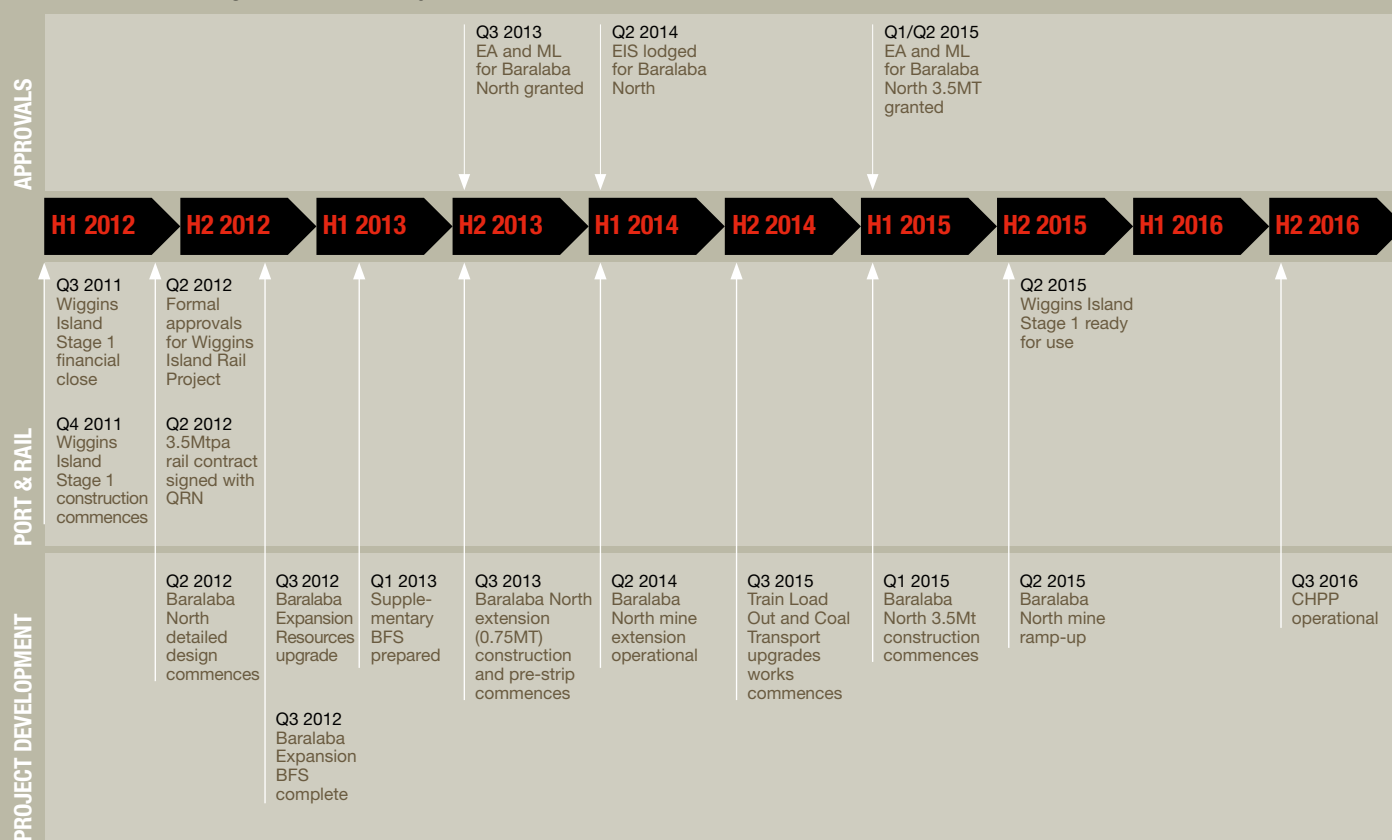 APPROVALS
Q3 2013
EA and ML
for Baralaba
North granted
Q2 2014
EIS lodged
for Baralaba
North
Q1/Q2 2015
EA and ML
for Baralaba
North 3.5MT
granted
H1 2012
H2 2012
H1 2013
H2 2013
H1 2014
H2 2014
H1 2015
H2 2015
H1 2016
H2 2016
PORT & RAIL
Q3 2011
Wiggins
Island
Stage 1
financial
close
Q4 2011
Wiggins
Island
Stage 1
construction
commences
Q2 2012
Formal
approvals
for Wiggins
Island Rail
Project
Q2 2012
3.5Mtpa
rail contract
signed with
QRN
Q2 2015
Wiggins Island
Stage 1 ready
for use
PROJECT DEVELOPMENT
Q2 2012
Baralaba
North
detailed
design
commences
Q3 2012
Baralaba
Expansion
Resources
upgrade
Q3 2012
Baralaba
Expansion
BFS
complete
Q1 2013
Supple-
mentary
BFS
prepared
Q3 2013
Baralaba North
extension
(0.75MT)
construction
and pre-strip
commences
Q2 2014
Baralaba
North mine
extension
operational
Q3 2015
Train Load
Out and Coal
Transport
upgrades
works
commences
Q1 2015
Baralaba
North 3.5Mt
construction
commences
Q2 2015
Baralaba
North mine
ramp-up
Q3 2016
CHPP
operational